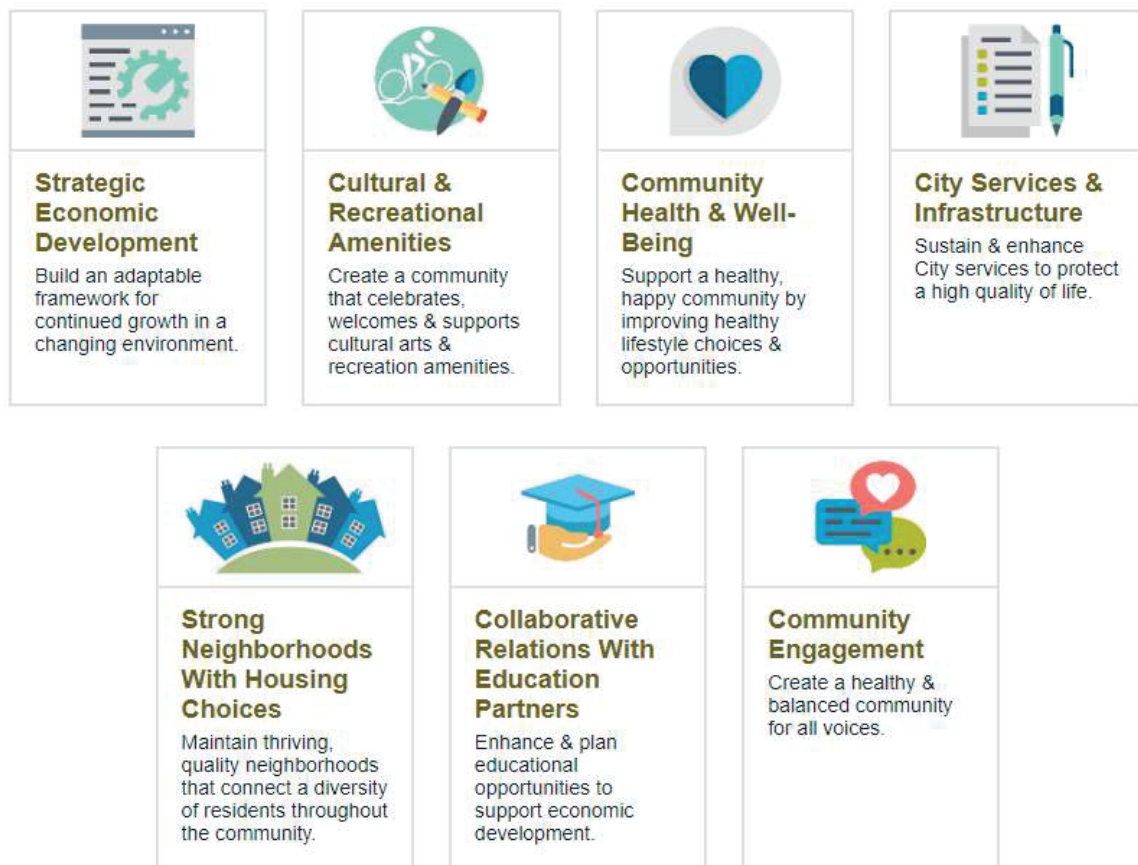 Strategic
Economic
Development
Build an adaptable
framework for
continued growth in a
changing environment.
Cultural &
Recreational
Amenities
Create a community
that celebrates,
welcomes & supports
cultural arts &
recreation amenities.
Community
Health & Well-
Being
Support a healthy,
happy community by
improving healthy
lifestyle choices &
opportunities.
City Services &
Infrastructure
Sustain & enhance
City services to protect
a high quality of life.
Strong
Neighborhoods
With Housing
Choices
Maintain thriving,
quality neighborhoods
that connect a diversity
of residents throughout
the community.
Collaborative
Relations With
Education
Partners
Enhance & plan
educational
opportunities to
support economic
development.
Community
Engagement
Create a healthy &
balanced community
for all voices.